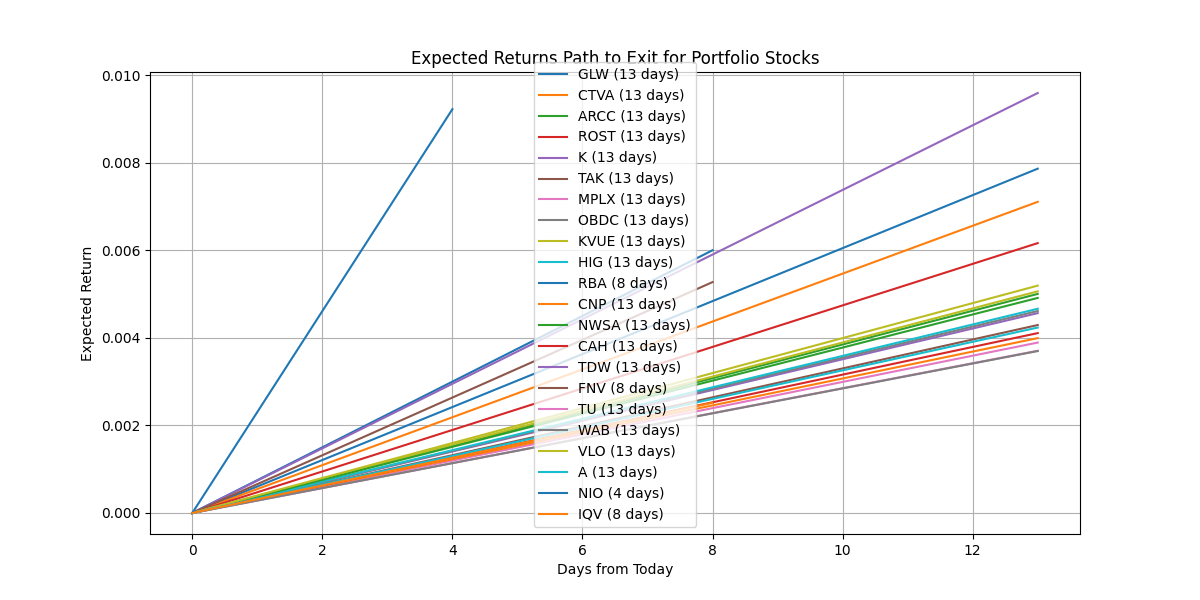 Expected Returns Path to Exit for Portfolio Stocks
GLW (13 days)
CTVA (13 days)
ARCC (13 days)
ROST (13 days)
K (13 days)
TAK (13 days)
MPLX (13 days)
OBDC (13 days)
KVUE (13 days)
HIG (13 days)
RBA (8 days)
CNP (13 days)
NWSA (13 days)
CAH (13 days)
TDW (13 days)
FNV (8 days)
TU (13 days)
WAB (13 days)
VLO (13 days)
A (13 days)
NIO (4 days)
IQV (8 days)
0.010
0.008
0.006
0.004
0.002
0.000
Expected Return
0 2 4 6 8 10 12
Days from Today